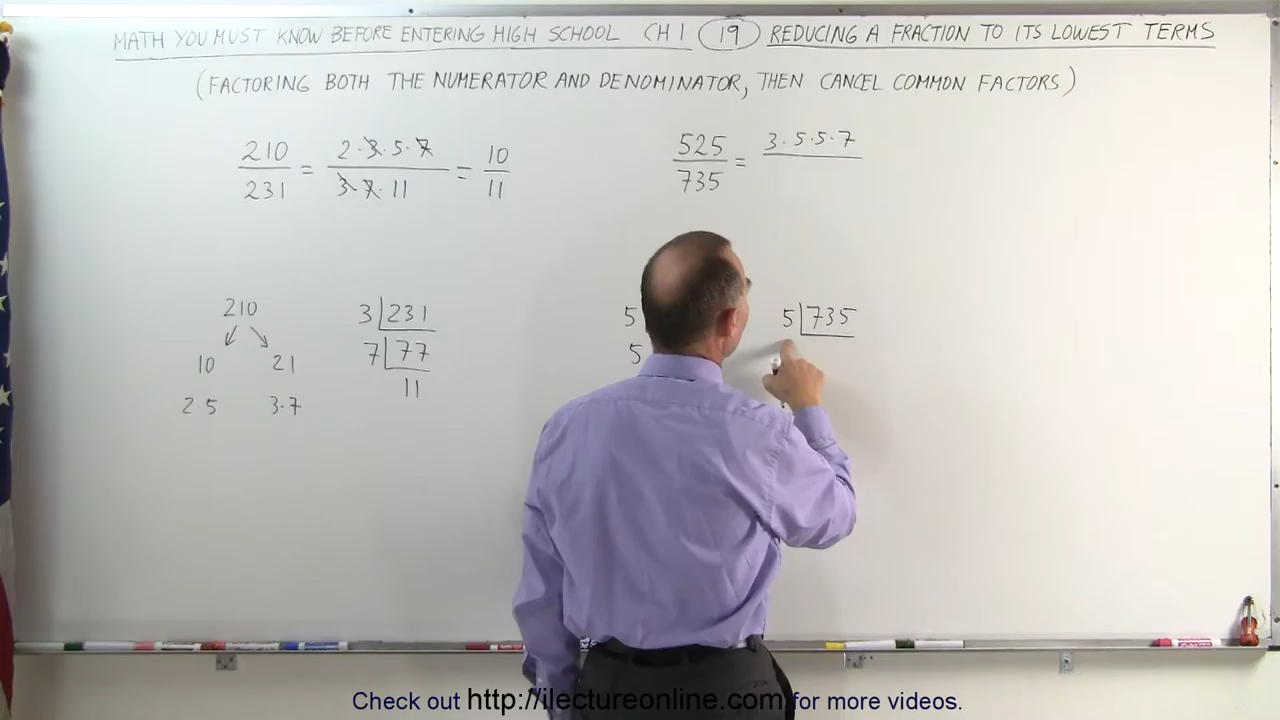 MATH YOU MUST KNOW BEFORE ENTERING HIGH SCHOOL CH 1 19 REDUCING A FRACTION TO ITS LOWEST TERMS
(FACTORING BOTH THE NUMERATOR AND DENOMINATOR, THEN CANCEL COMMON FACTORS)
210/231 = 2·3·5·7/3·7·11 = 10/11
525/735 = 3·5·5·7
210
10 21
2·5 3·7
3 231
7 77
11
5
5
5 735
Check out http://ilectureonline.com for more videos.